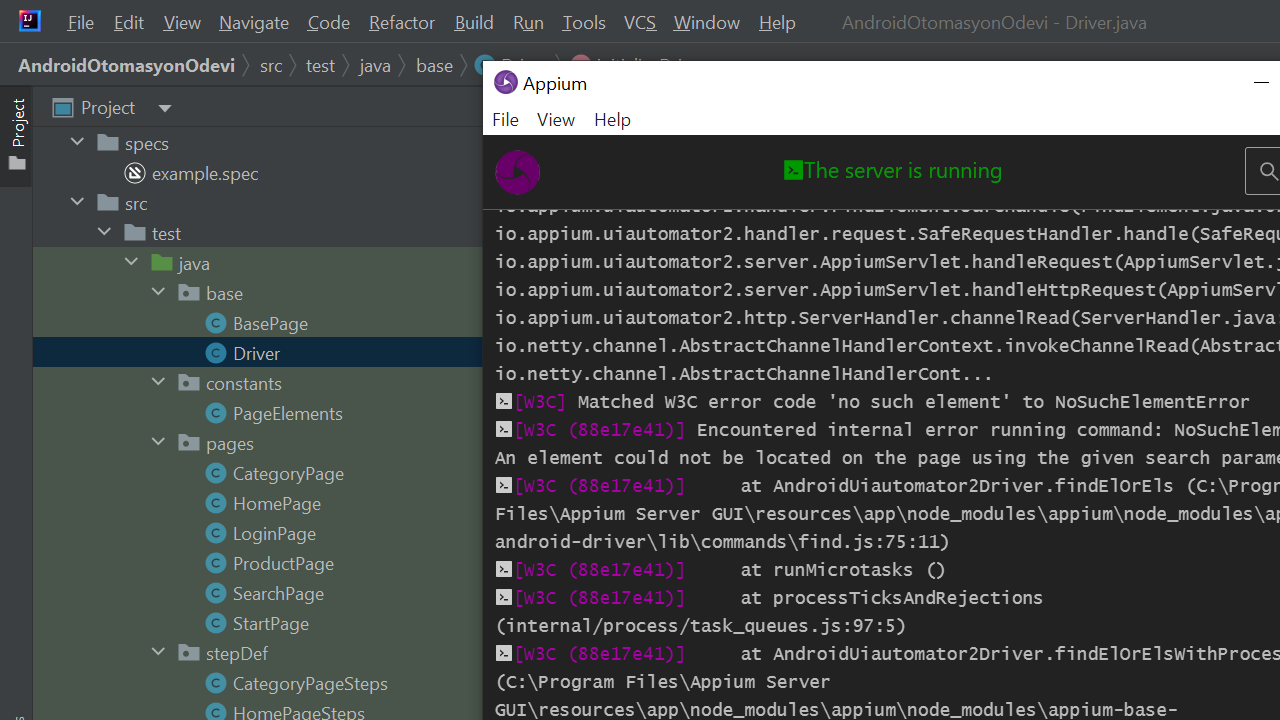 File Edit View Navigate Code Refactor Build Run Tools VCS Window Help AndroidOtomasyonOdevi - Driver.java
AndroidOtomasyonOdevi src test java base
Project
Project
specs
example.spec
src
test
java
base
BasePage
Driver
constants
PageElements
pages
CategoryPage
HomePage
LoginPage
ProductPage
SearchPage
StartPage
stepDef
CategoryPageSteps
HomePageSteps
Appium
File View Help
The server is running
io.appium.uiautomator2.handler.request.SafeRequestHandler.handle(SafeRequ
io.appium.uiautomator2.server.AppiumServlet.handleRequest(AppiumServlet.j
io.appium.uiautomator2.server.AppiumServlet.handleHttpRequest(AppiumServl
io.appium.uiautomator2.http.ServerHandler.channelRead(ServerHandler.java:
io.netty.channel.AbstractChannelHandlerContext.invokeChannelRead(Abstract
io.netty.channel.AbstractChannelHandlerCont...
[W3C] Matched W3C error code 'no such element' to NoSuchElementError
[W3C (88e17e41)] Encountered internal error running command: NoSuchElem
An element could not be located on the page using the given search parame
[W3C (88e17e41)] at AndroidUiautomator2Driver.findElOrEls (C:\Progr
Files\Appium Server GUI\resources\app\node_modules\appium\node_modules\ap
android-driver\lib\commands\find.js:75:11)
[W3C (88e17e41)] at runMicrotasks ()
[W3C (88e17e41)] at processTicksAndRejections
(internal/process/task_queues.js:97:5)
[W3C (88e17e41)] at AndroidUiautomator2Driver.findElOrElsWithProces
(C:\Program Files\Appium Server
GUI\resources\app\node_modules\appium\node_modules\appium-base-